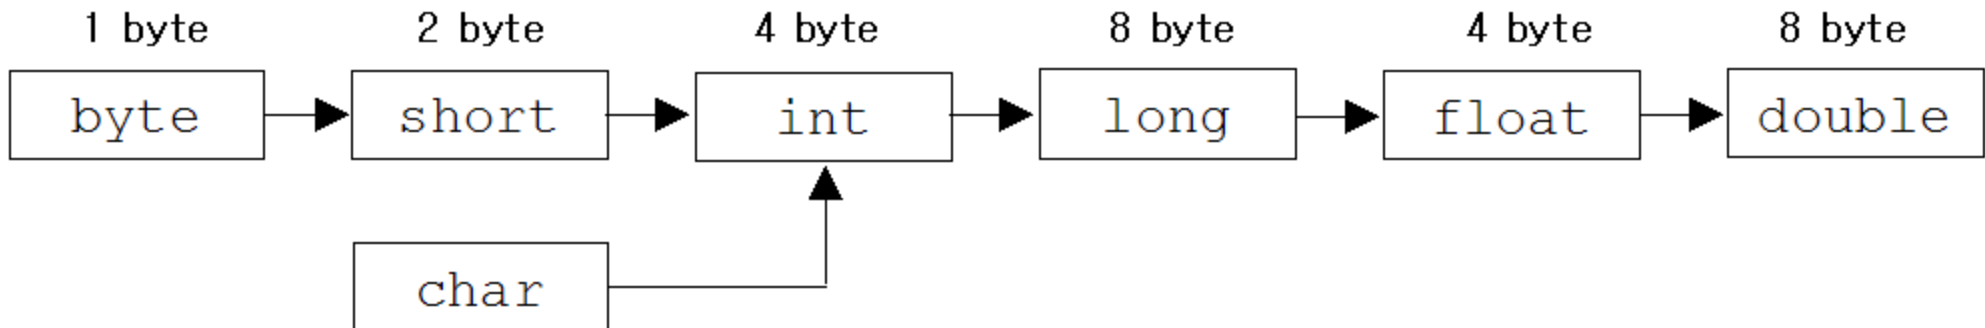 1 byte 2 byte 4 byte 8 byte 4 byte 8 byte
byte short int long float double
char